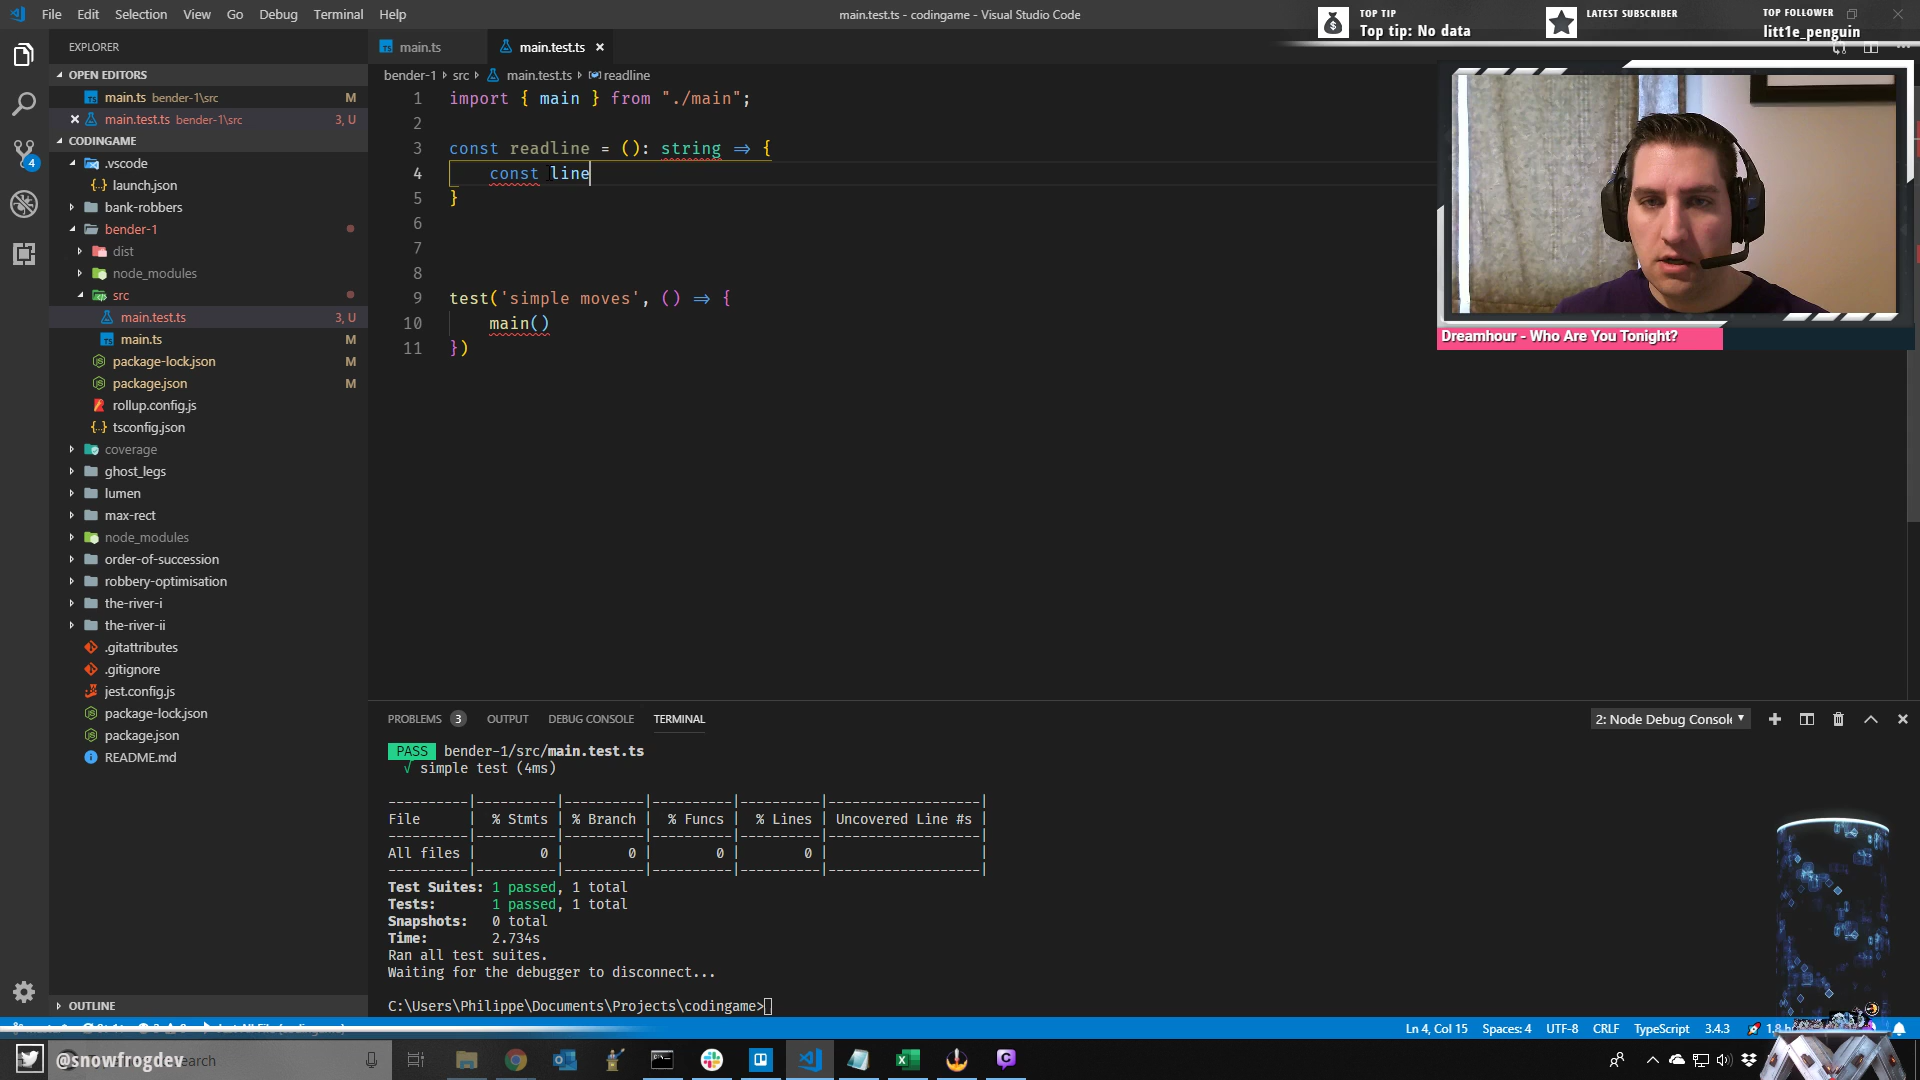 File Edit Selection View Go Debug Terminal Help
main.test.ts - codingame - Visual Studio Code
TOP TIP
Top tip: No data
LATEST SUBSCRIBER
TOP FOLLOWER
litt1e_penguin
EXPLORER
OPEN EDITORS
main.ts bender-1\src M
main.test.ts bender-1\src 3, U
CODINGAME
.vscode
launch.json
bank-robbers
bender-1
dist
node_modules
src
main.test.ts 3, U
main.ts M
package-lock.json M
package.json M
rollup.config.js
tsconfig.json
coverage
ghost_legs
lumen
max-rect
node_modules
order-of-succession
robbery-optimisation
the-river-i
the-river-ii
.gitattributes
.gitignore
jest.config.js
package-lock.json
package.json
README.md
OUTLINE
main.ts
main.test.ts
bender-1 src main.test.ts readline
1 import { main } from "./main";
2
3 const readline = (): string ⇒ {
4 const line
5 }
6
7
8
9 test('simple moves', () ⇒ {
10 main()
11 })
Dreamhour - Who Are You Tonight?
PROBLEMS 3 OUTPUT DEBUG CONSOLE TERMINAL
2: Node Debug Console
PASS bender-1/src/main.test.ts
√ simple test (4ms)
----------|----------|----------|----------|----------|-------------------|
File | % Stmts | % Branch | % Funcs | % Lines | Uncovered Line #s |
----------|----------|----------|----------|----------|-------------------|
All files | 0 | 0 | 0 | 0 | |
----------|----------|----------|----------|----------|-------------------|
Test Suites: 1 passed, 1 total
Tests: 1 passed, 1 total
Snapshots: 0 total
Time: 2.734s
Ran all test suites.
Waiting for the debugger to disconnect...
C:\Users\Philippe\Documents\Projects\codingame>
Ln 4, Col 15 Spaces: 4 UTF-8 CRLF TypeScript 3.4.3
@snowfrogdev